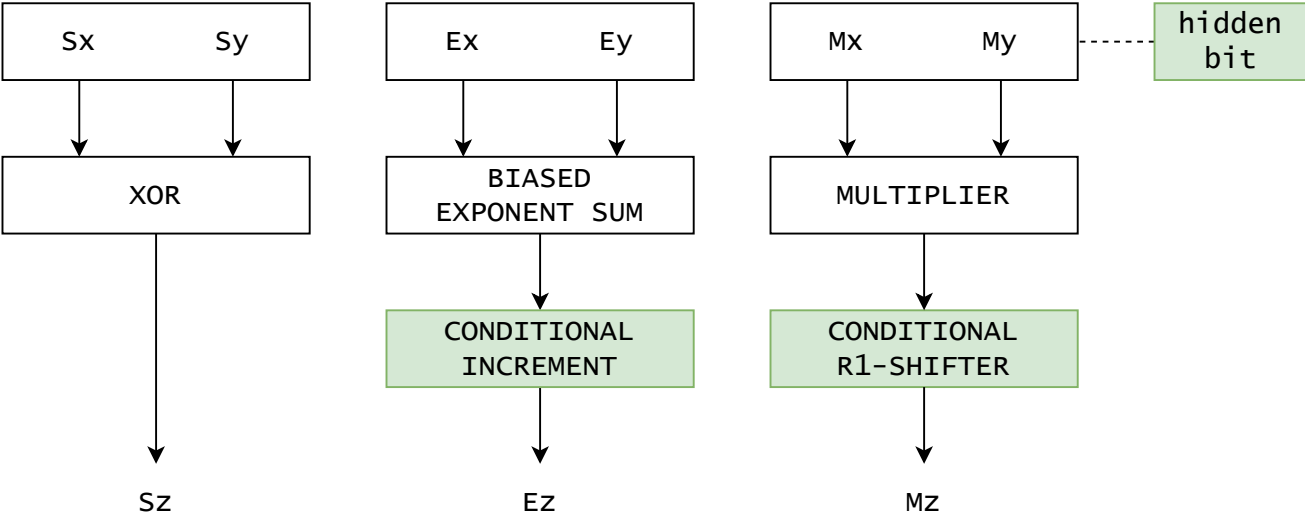 Sx Sy
Ex Ey
Mx My
hidden
bit
XOR
BIASED
EXPONENT SUM
MULTIPLIER
CONDITIONAL
INCREMENT
CONDITIONAL
R1-SHIFTER
Sz
Ez
Mz